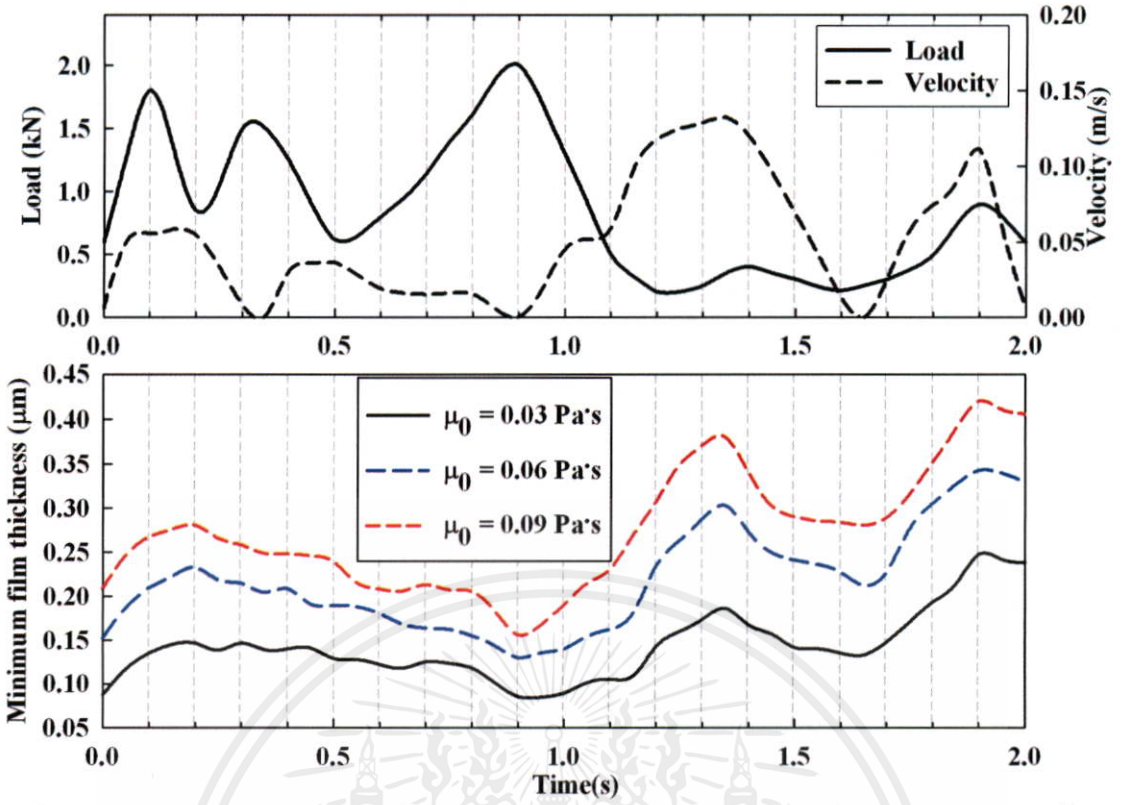 0.20
2.0
Load
Velocity
0.15
Load (kN)
1.5
1.0
0.10
Velocity (m/s)
0.5
0.05
0.0
0.00
0.0 0.5 1.0 1.5 2.0
Minimum film thickness (μm)
0.45
0.40
0.35
0.30
0.25
0.20
0.15
0.10
0.05
μ0 = 0.03 Pa·s
μ0 = 0.06 Pa·s
μ0 = 0.09 Pa·s
0.0 0.5 1.0 1.5 2.0
Time(s)